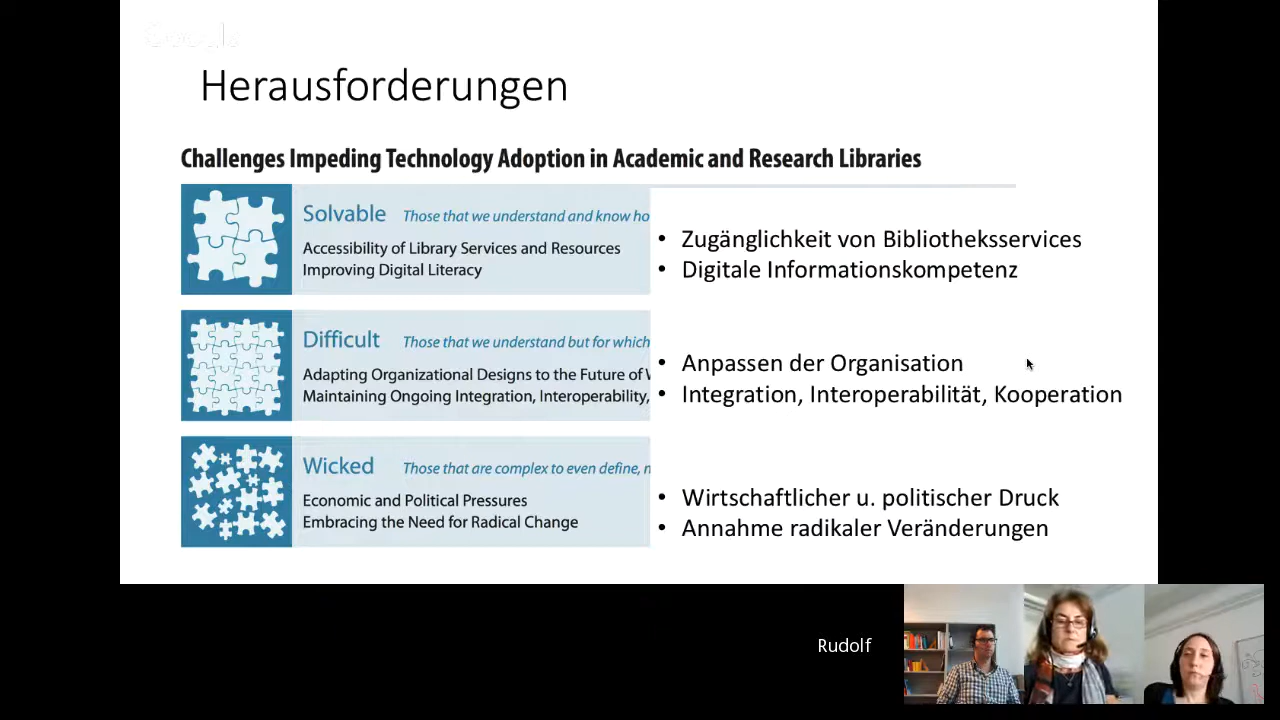 Herausforderungen
Challenges Impeding Technology Adoption in Academic and Research Libraries
Solvable Those that we understand and know ho
Accessibility of Library Services and Resources
Improving Digital Literacy
• Zugänglichkeit von Bibliotheksservices
• Digitale Informationskompetenz
Difficult Those that we understand but for which
Adapting Organizational Designs to the Future of W
Maintaining Ongoing Integration, Interoperability,
• Anpassen der Organisation
• Integration, Interoperabilität, Kooperation
Wicked Those that are complex to even define, n
Economic and Political Pressures
Embracing the Need for Radical Change
• Wirtschaftlicher u. politischer Druck
• Annahme radikaler Veränderungen
Rudolf